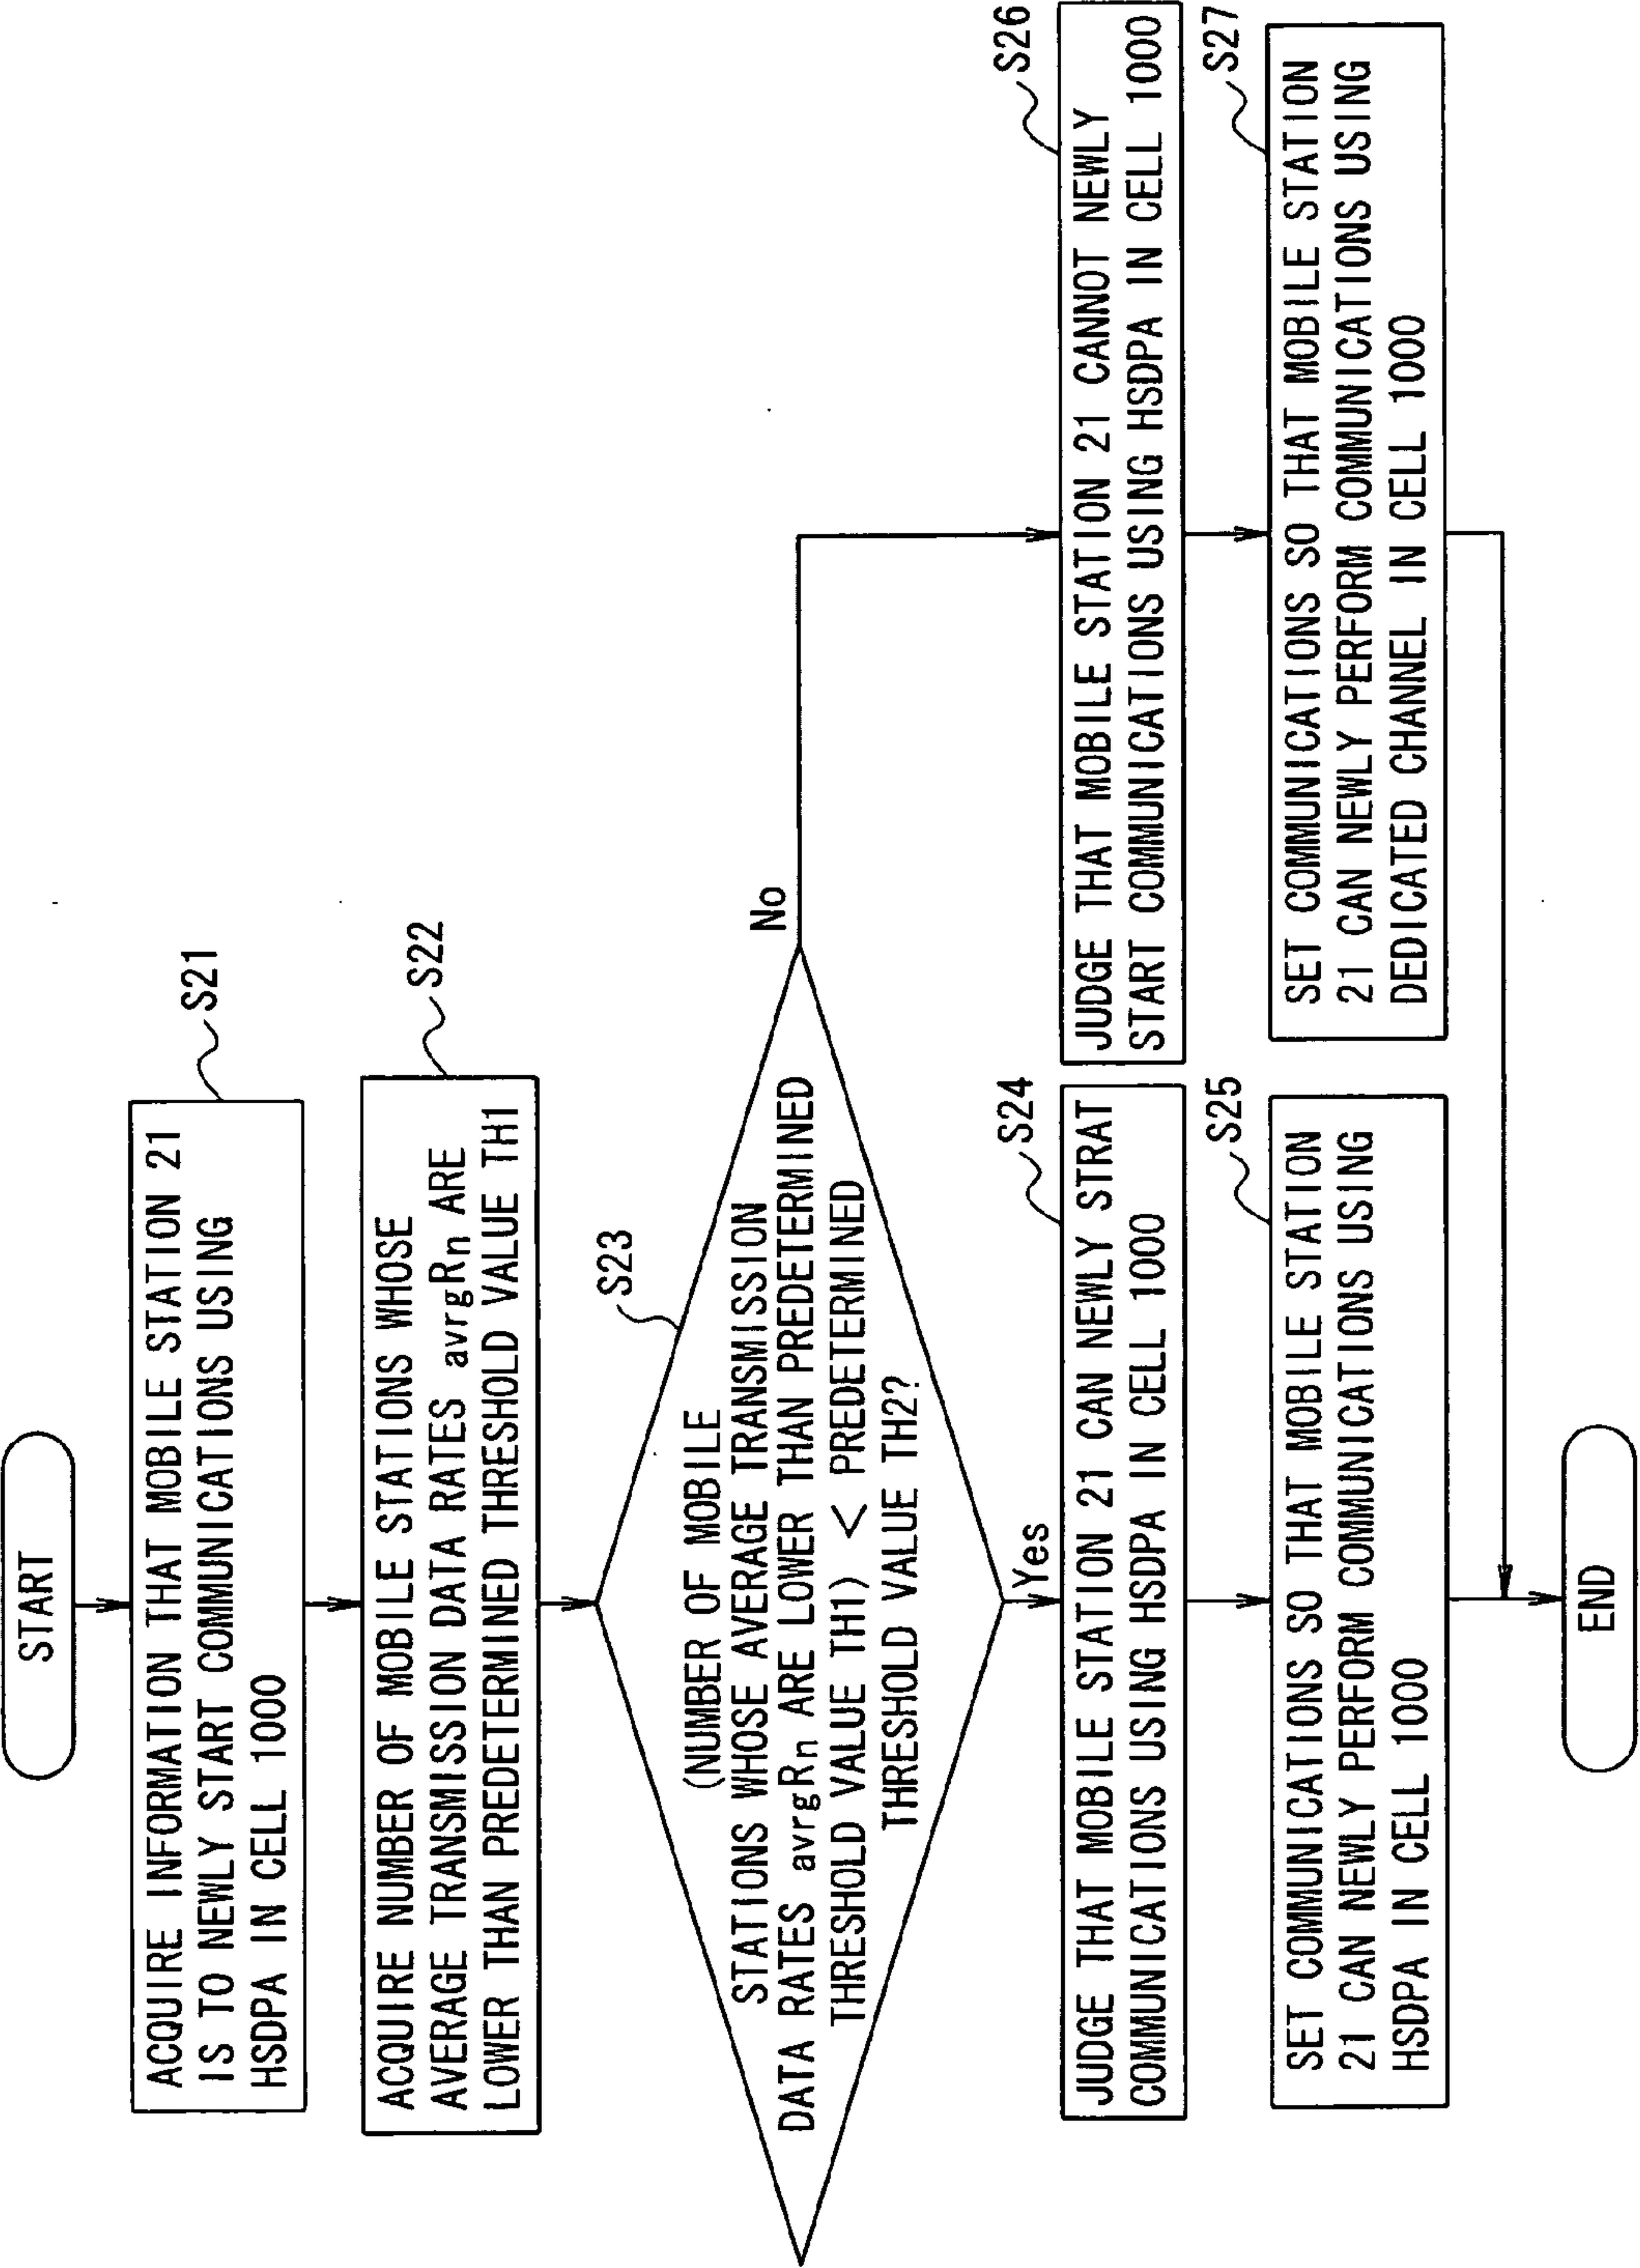 START
S21
ACQUIRE INFORMATION THAT MOBILE STATION 21
IS TO NEWLY START COMMUNICATIONS USING
HSDPA IN CELL 1000
S22
ACQUIRE NUMBER OF MOBILE STATIONS WHOSE
AVERAGE TRANSMISSION DATA RATES avrgRn ARE
LOWER THAN PREDETERMINED THRESHOLD VALUE TH1
S23
(NUMBER OF MOBILE
STATIONS WHOSE AVERAGE TRANSMISSION
DATA RATES avrgRn ARE LOWER THAN PREDETERMINED
THRESHOLD VALUE TH1) < PREDETERMINED
THRESHOLD VALUE TH2?
Yes
No
S24
JUDGE THAT MOBILE STATION 21 CAN NEWLY STRAT
COMMUNICATIONS USING HSDPA IN CELL 1000
S25
SET COMMUNICATIONS SO THAT MOBILE STATION
21 CAN NEWLY PERFORM COMMUNICATIONS USING
HSDPA IN CELL 1000
S26
JUDGE THAT MOBILE STATION 21 CANNOT NEWLY
START COMMUNICATIONS USING HSDPA IN CELL 1000
S27
SET COMMUNICATIONS SO THAT MOBILE STATION
21 CAN NEWLY PERFORM COMMUNICATIONS USING
DEDICATED CHANNEL IN CELL 1000
END